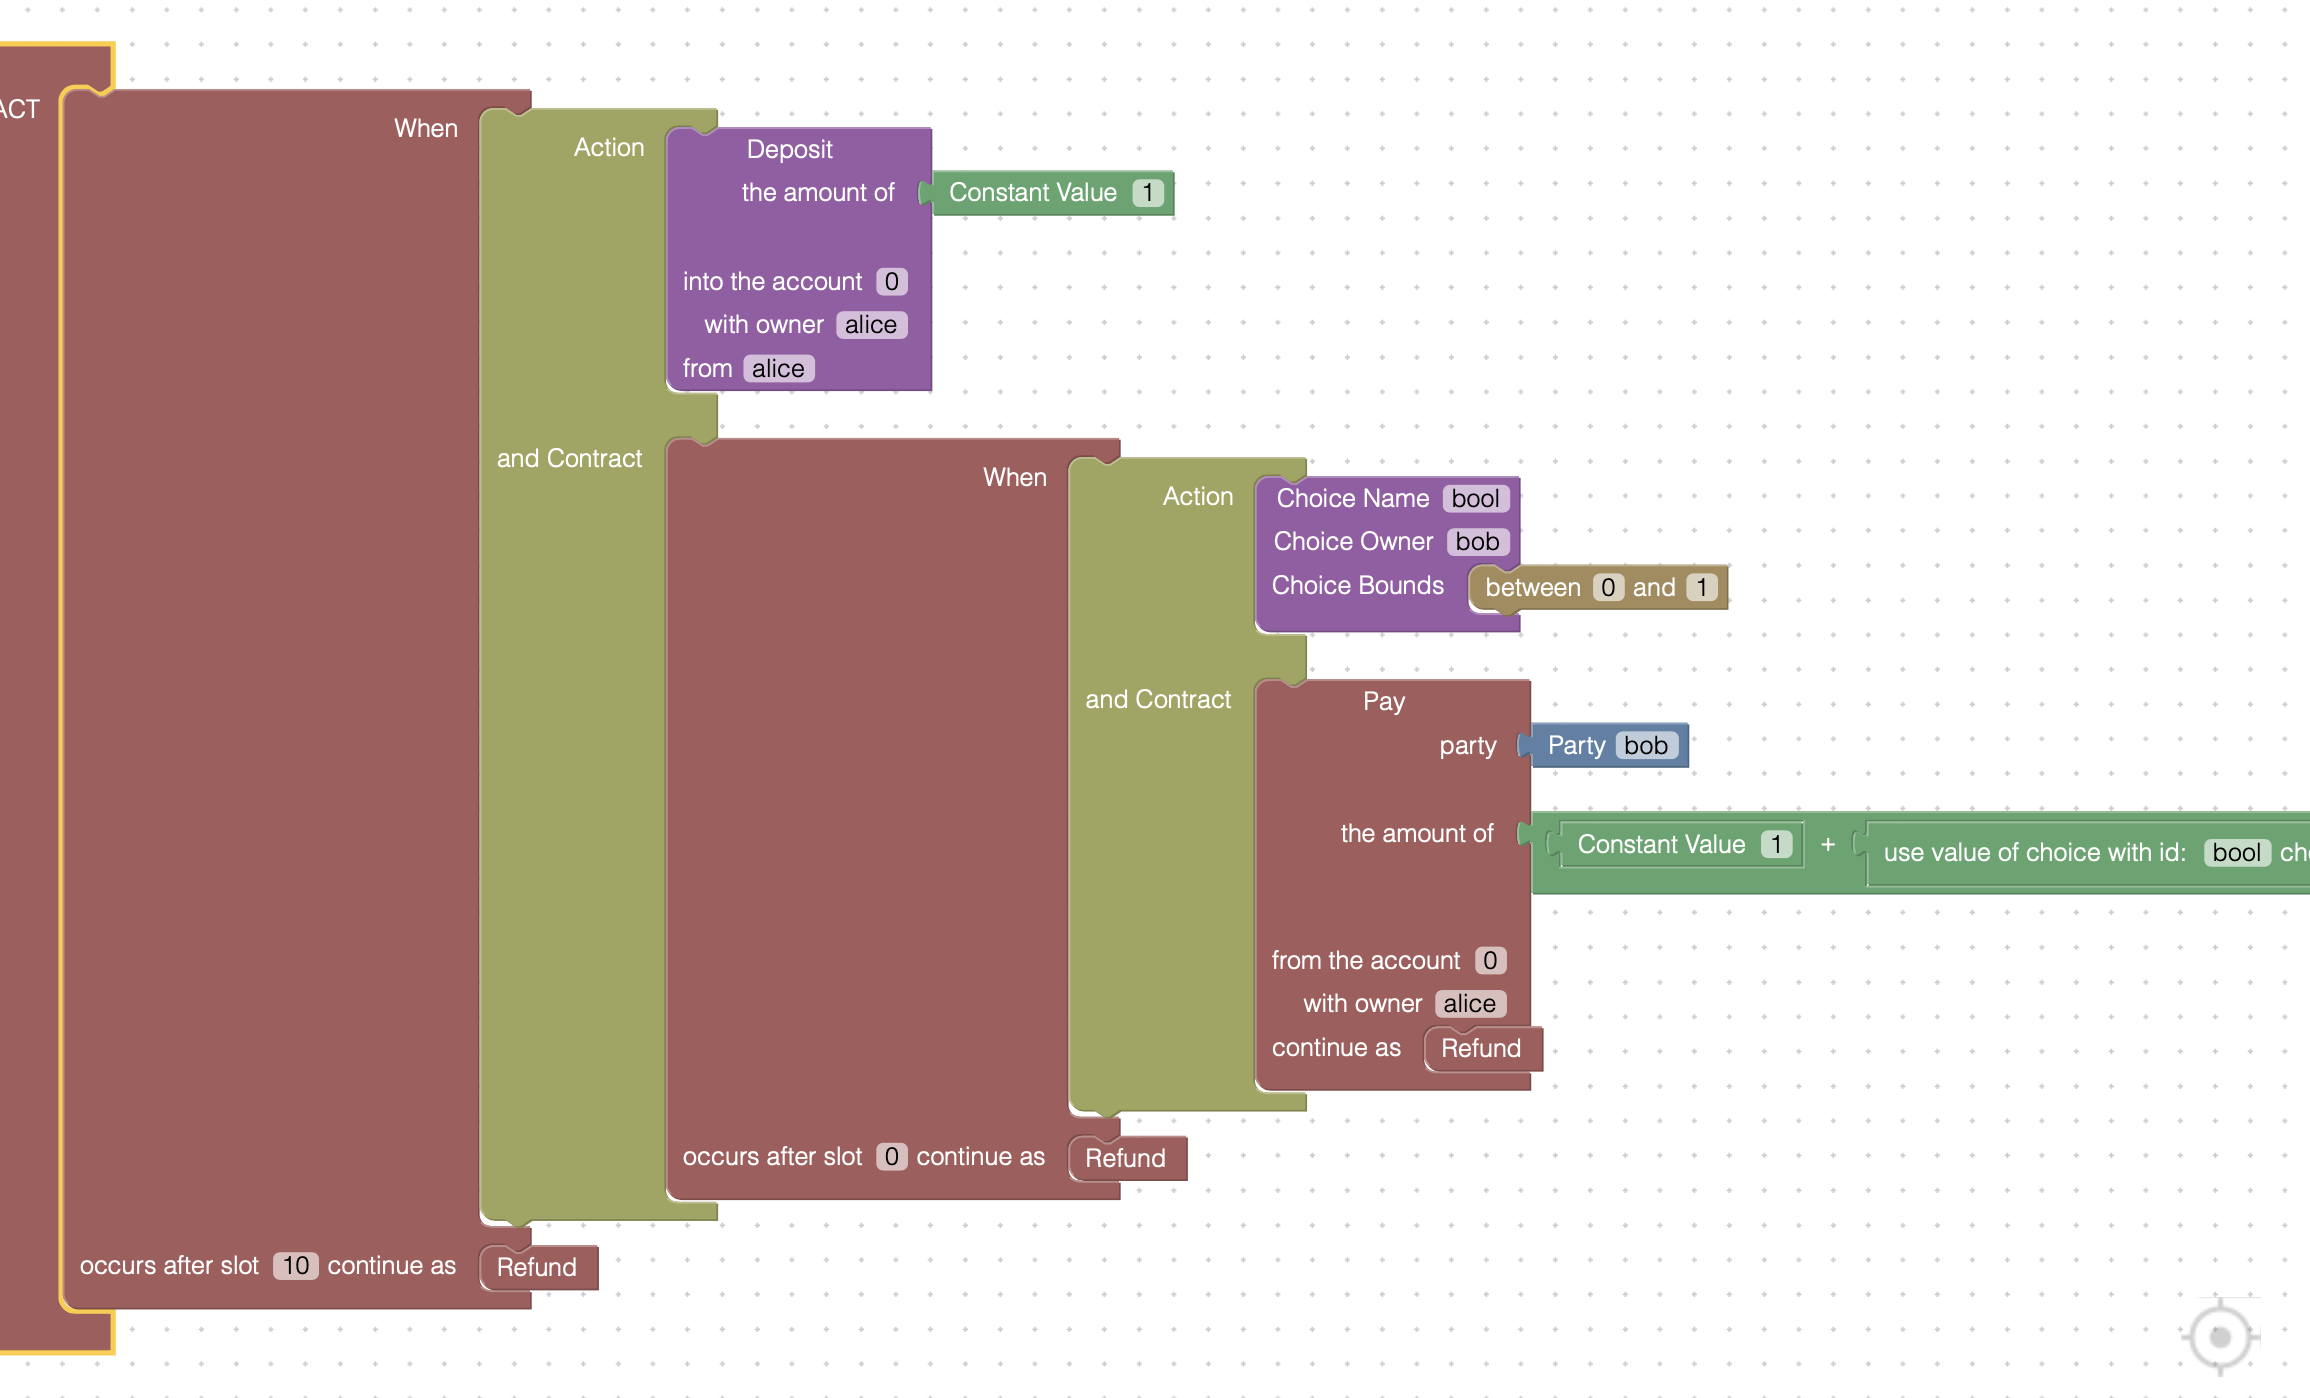 When
Action
Deposit
the amount of Constant Value 1
into the account 0
with owner alice
from alice
and Contract
When
Action
Choice Name bool
Choice Owner bob
Choice Bounds between 0 and 1
and Contract
Pay
party Party bob
the amount of Constant Value 1 + use value of choice with id: bool
from the account 0
with owner alice
continue as Refund
occurs after slot 0 continue as Refund
occurs after slot 10 continue as Refund